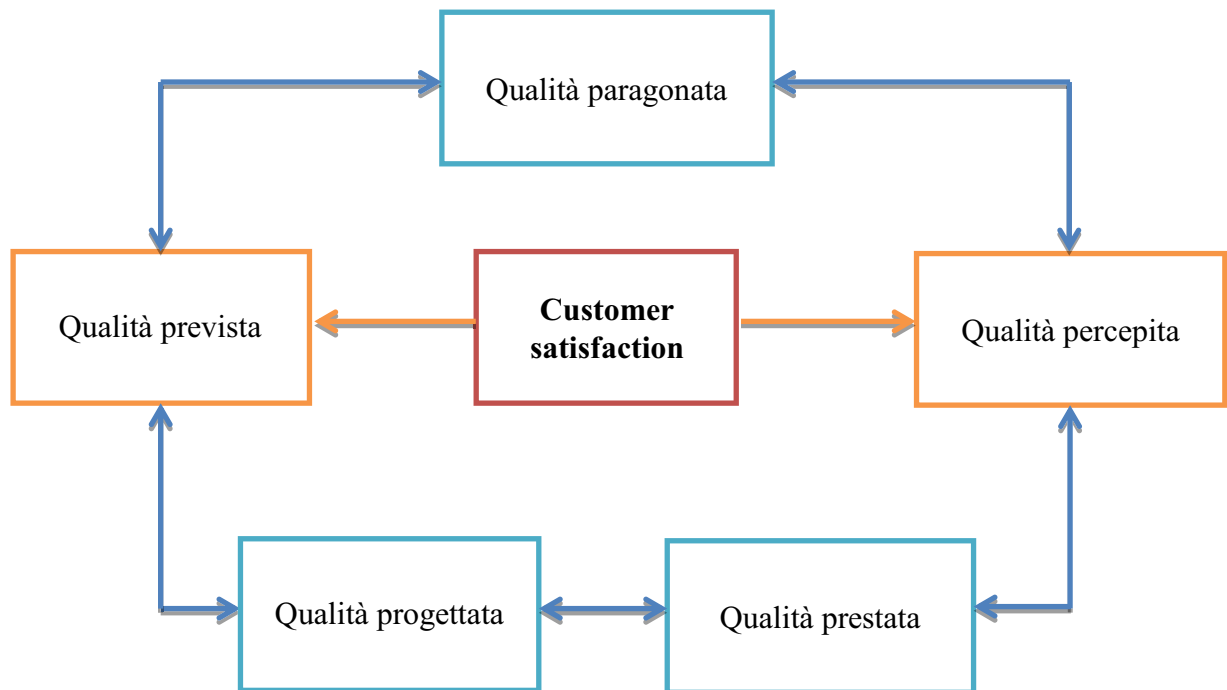 Qualità paragonata
Qualità prevista
Customer
satisfaction
Qualità percepita
Qualità progettata
Qualità prestata